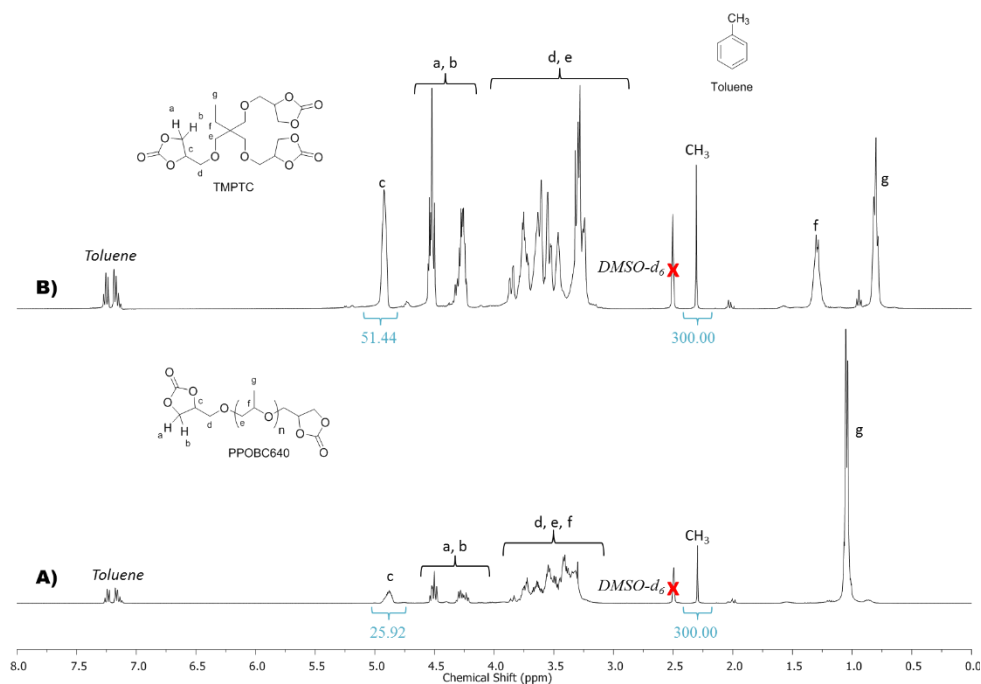 CH3
Toluene
a, b
d, e
g
a
b
H
H
f
e
c
d
O
O
O
O
O
O
O
O
O
O
O
O
TMPTC
c
CH3
g
f
Toluene
DMSO-d6
X
B)
51.44
300.00
O
O
O
c
H
H
a
b
d
O
e
f
g
O
n
O
O
O
PPOBC640
g
d, e, f
a, b
CH3
c
Toluene
DMSO-d6
X
A)
25.92
300.00
8.0 7.5 7.0 6.5 6.0 5.5 5.0 4.5 4.0 3.5 3.0 2.5 2.0 1.5 1.0 0.5 0.0
Chemical Shift (ppm)